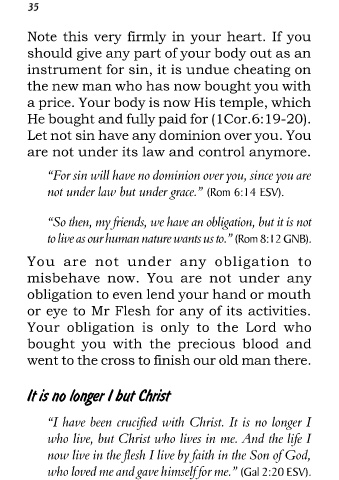 35
Note this very firmly in your heart. If you
should give any part of your body out as an
instrument for sin, it is undue cheating on
the new man who has now bought you with
a price. Your body is now His temple, which
He bought and fully paid for (1Cor.6:19-20).
Let not sin have any dominion over you. You
are not under its law and control anymore.
“For sin will have no dominion over you, since you are
not under law but under grace.” (Rom 6:14 ESV).
“So then, my friends, we have an obligation, but it is not
to live as our human nature wants us to.” (Rom 8:12 GNB).
You are not under any obligation to
misbehave now. You are not under any
obligation to even lend your hand or mouth
or eye to Mr Flesh for any of its activities.
Your obligation is only to the Lord who
bought you with the precious blood and
went to the cross to finish our old man there.
It is no longer I but Christ
“I have been crucified with Christ. It is no longer I
who live, but Christ who lives in me. And the life I
now live in the flesh I live by faith in the Son of God,
who loved me and gave himself for me.” (Gal 2:20 ESV).